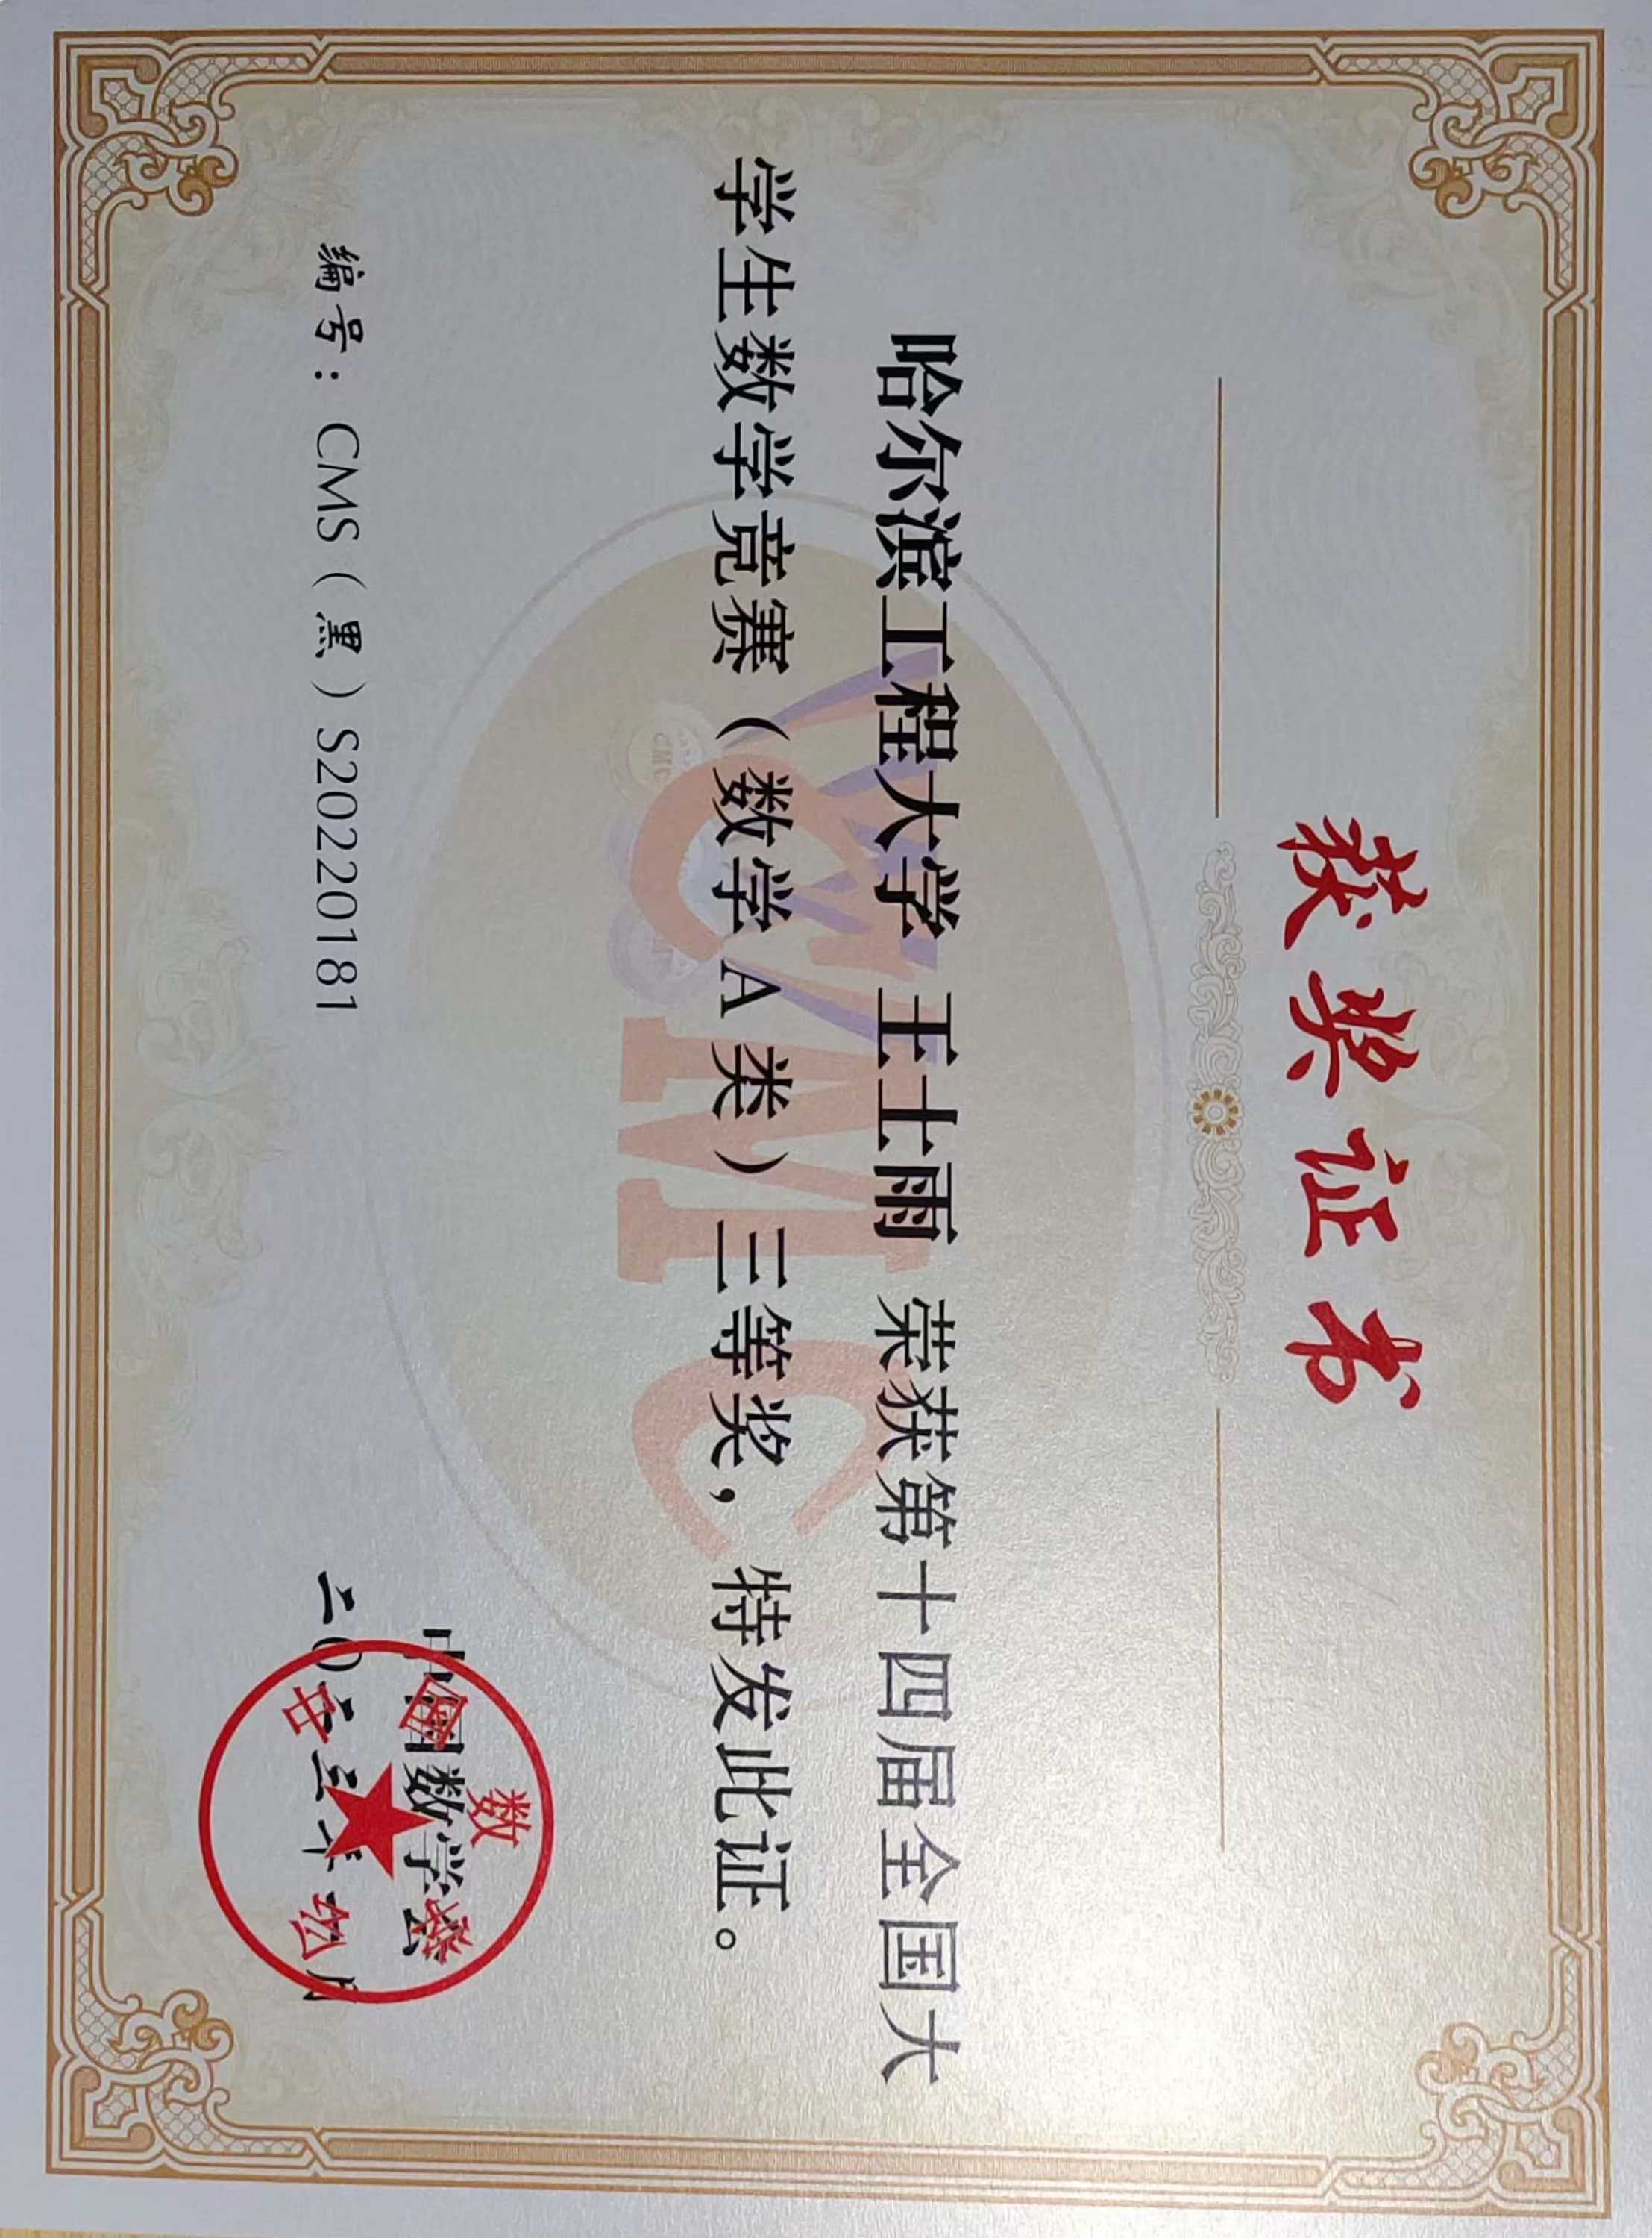 获奖证书
哈尔滨工程大学 王士雨 荣获第十四届全国大
学生数学竞赛（数学 A 类）三等奖，特发此证。
CMC
中国数学会
编号：CMS（黑）S20220181
二〇二三年一月
中国数学会